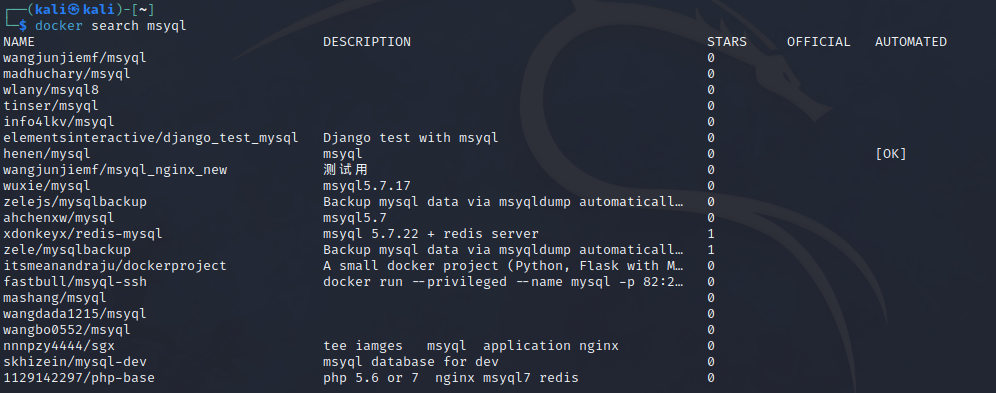 ┌──(kali㉿kali)-[~]
└─$ docker search msyql
NAME DESCRIPTION STARS OFFICIAL AUTOMATED
wangjunjiemf/msyql 0
madhuchary/msyql 0
wlany/msyql8 0
tinser/msyql 0
info4lkv/msyql 0
elementsinteractive/django_test_mysql Django test with msyql 0
henen/mysql msyql 0 [OK]
wangjunjiemf/msyql_nginx_new 测试用 0
wuxie/mysql msyql5.7.17 0
zelejs/mysqlbackup Backup mysql data via msyqldump automaticall… 0
ahchenxw/mysql msyql5.7 0
xdonkeyx/redis-mysql msyql 5.7.22 + redis server 1
zele/mysqlbackup Backup mysql data via msyqldump automaticall… 1
itsmeanandraju/dockerproject A small docker project (Python, Flask with M… 0
fastbull/mysql-ssh docker run --privileged --name mysql -p 82:2… 0
mashang/msyql 0
wangdada1215/msyql 0
wangbo0552/msyql 0
nnnpzy4444/sgx tee iamges msyql application nginx 0
skhizein/mysql-dev msyql database for dev 0
1129142297/php-base php 5.6 or 7 nginx msyql7 redis 0